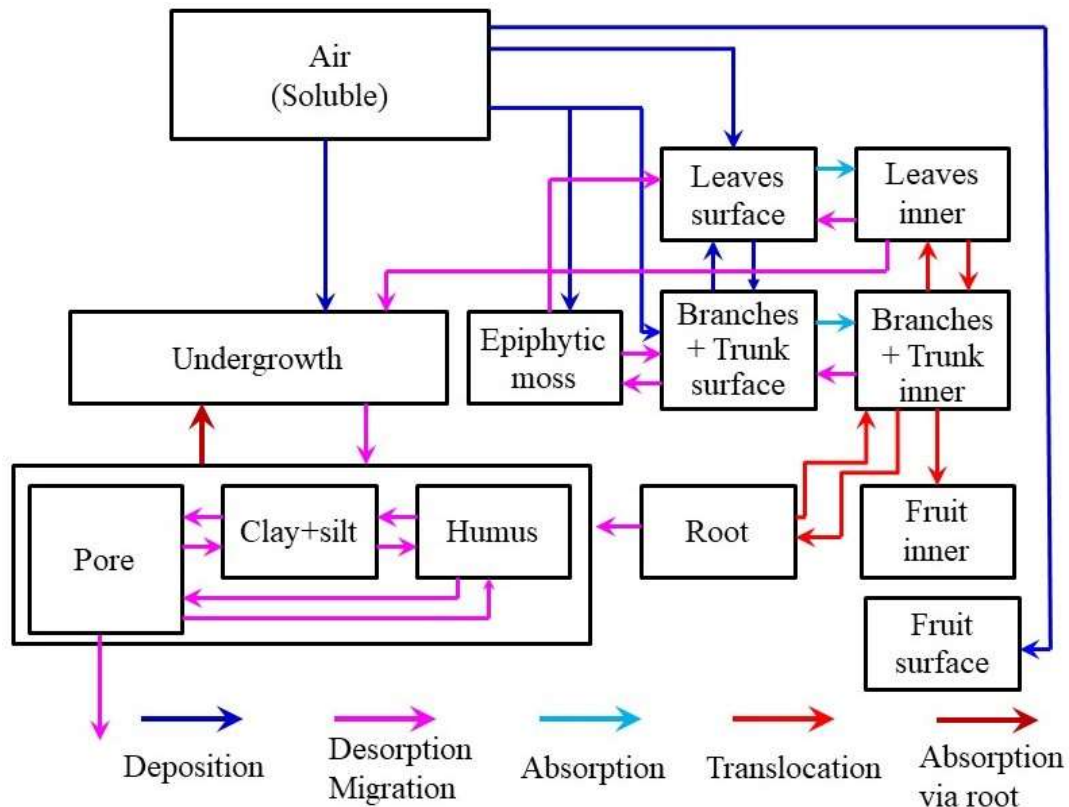 Air
(Soluble)
Leaves
surface
Leaves
inner
Undergrowth
Epiphytic
moss
Branches
+ Trunk
surface
Branches
+ Trunk
inner
Pore
Clay+silt
Humus
Root
Fruit
inner
Fruit
surface
Deposition
Desorption
Migration
Absorption
Translocation
Absorption
via root